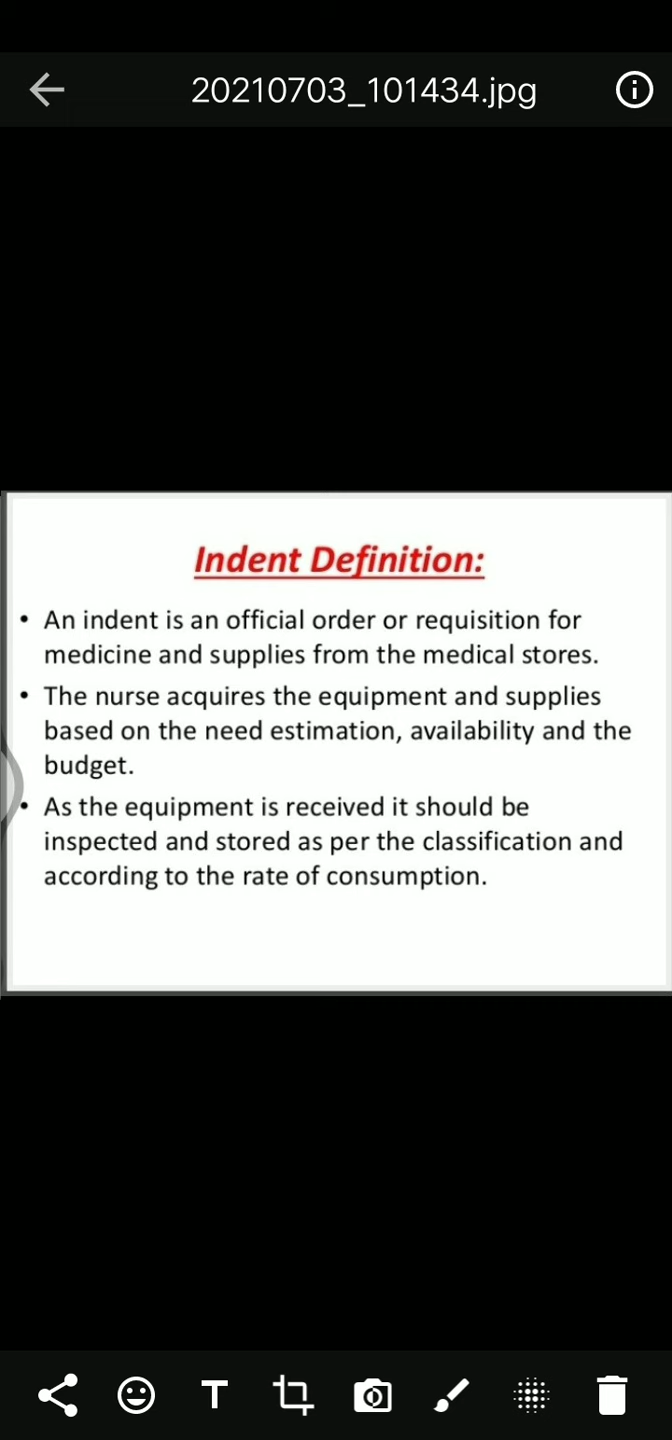 20210703_101434.jpg
Indent Definition:
• An indent is an official order or requisition for
medicine and supplies from the medical stores.
• The nurse acquires the equipment and supplies
based on the need estimation, availability and the
budget.
• As the equipment is received it should be
inspected and stored as per the classification and
according to the rate of consumption.
T